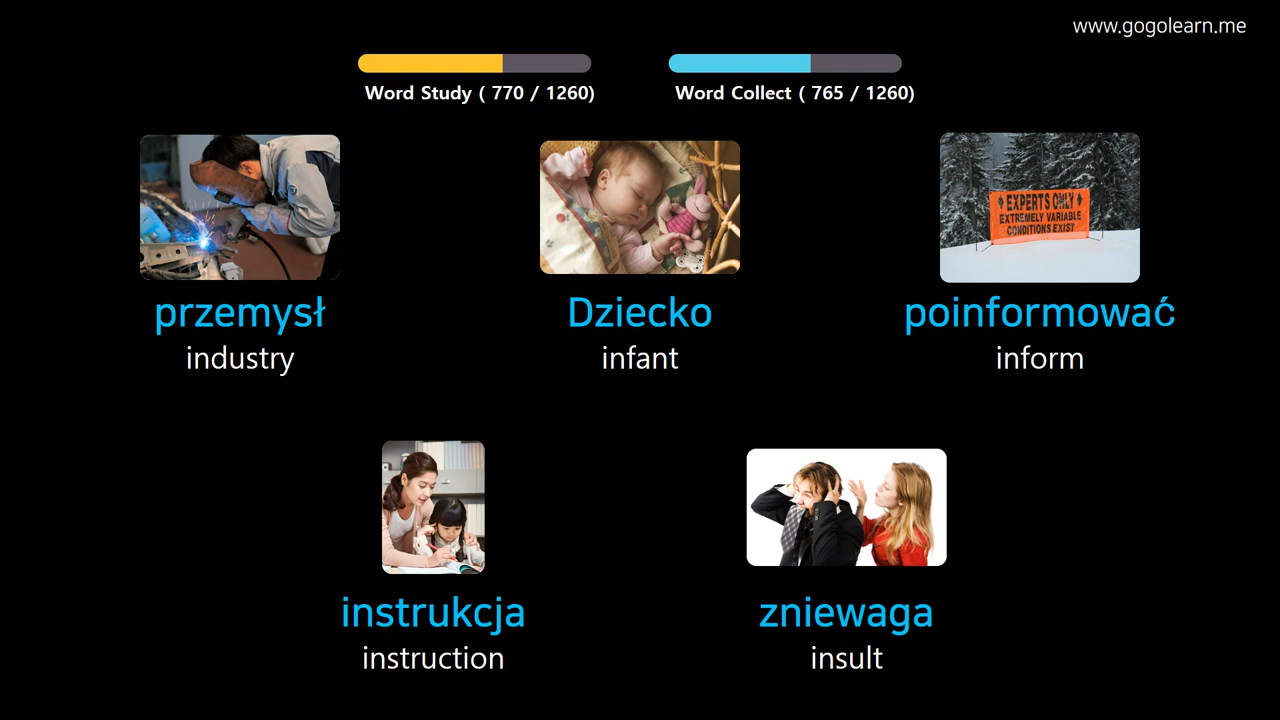 www.gogolearn.me
Word Study ( 770 / 1260)
Word Collect ( 765 / 1260)
EXPERTS ONLY
EXTREMELY VARIABLE
CONDITIONS EXIST
przemysł
industry
Dziecko
infant
poinformować
inform
instrukcja
instruction
zniewaga
insult